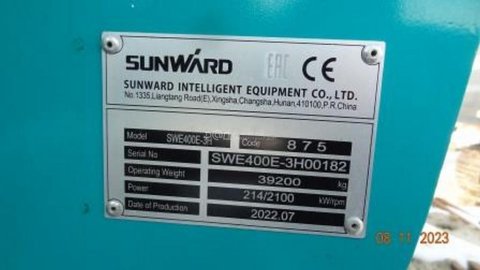 SUNWARD EAC CE
SUNWARD INTELLIGENT EQUIPMENT CO., LTD.
No.1335,Liangtang Road(E),Xingsha,Changsha,Hunan,410100,P.R.China
Model SWE400E-3H Code 875
Serial No SWE400E-3H00182
Operating Weight 39200 kg
Power 214/2100 kW/rpm
Date of Production 2022.07
08 11 2023